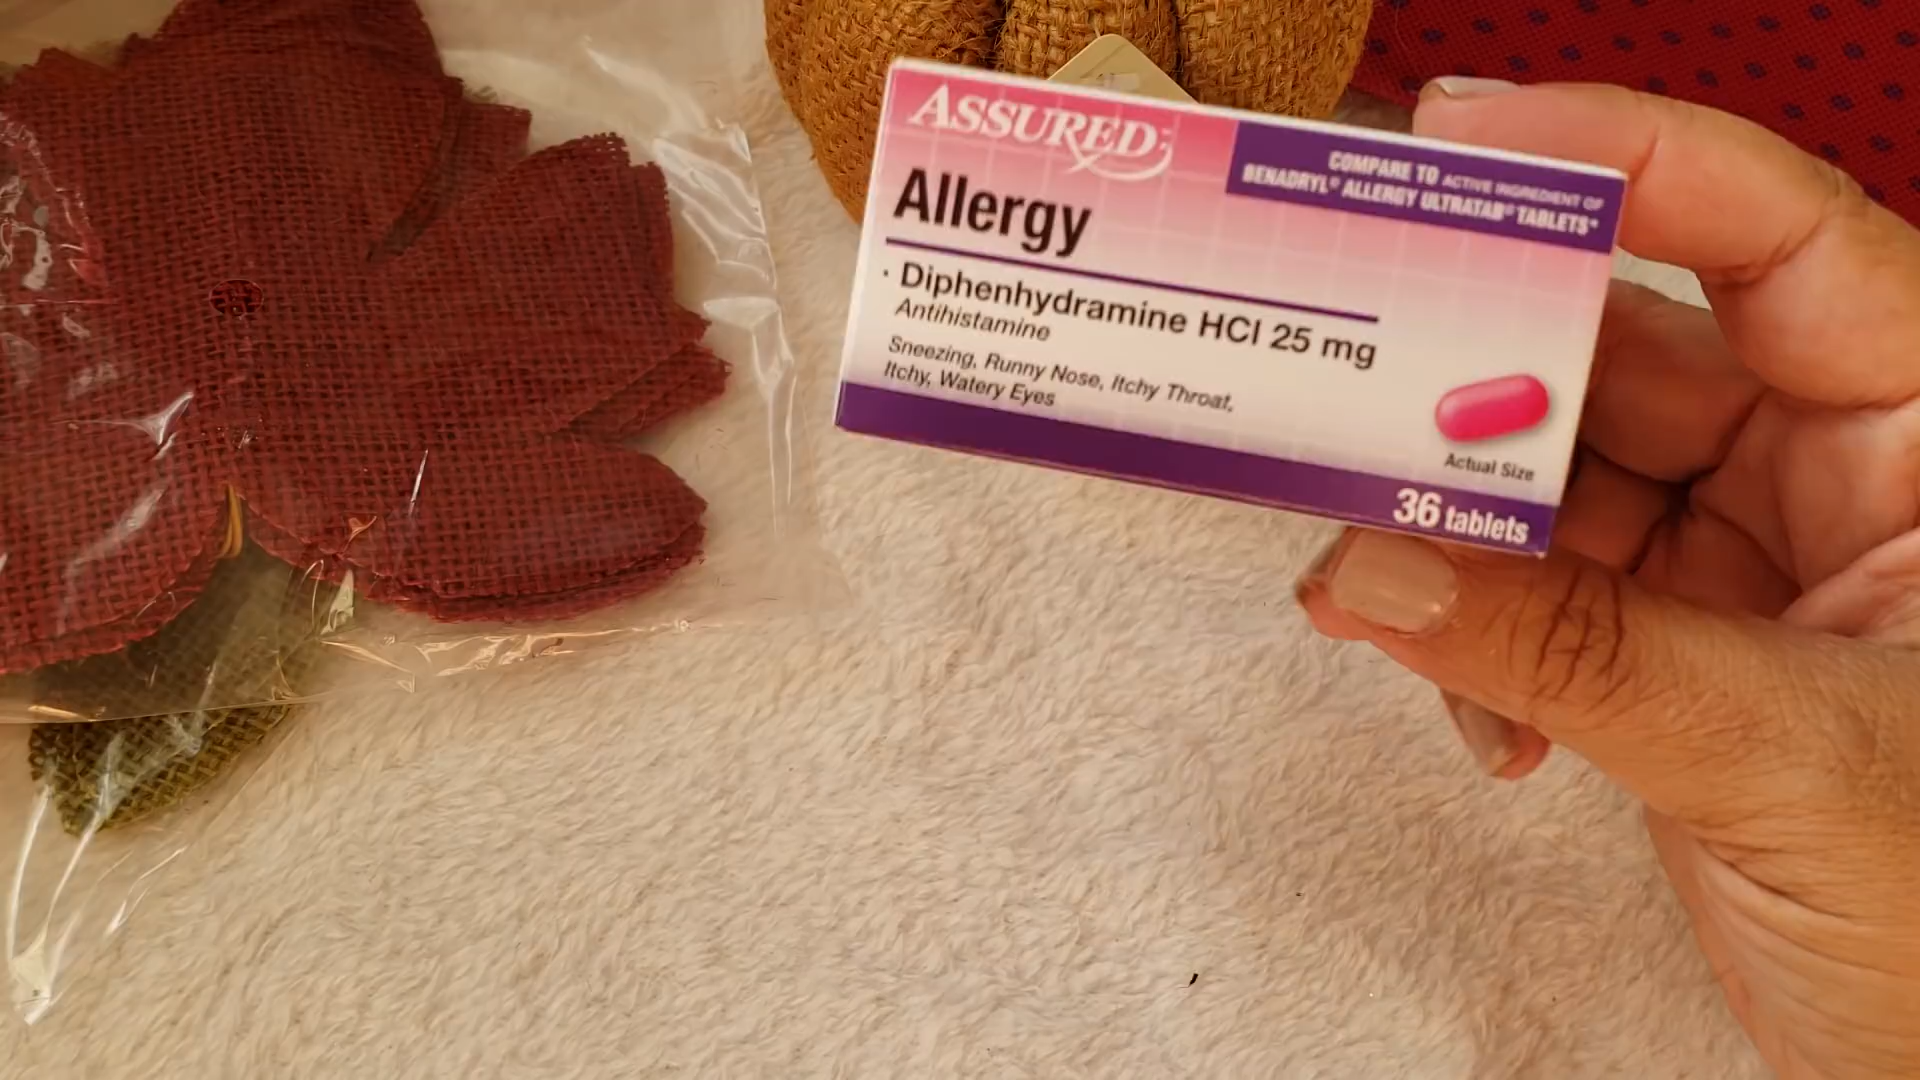 ASSURED
COMPARE TO ACTIVE INGREDIENT OF
BENADRYL® ALLERGY ULTRATAB® TABLETS*
Allergy
· Diphenhydramine HCl 25 mg
Antihistamine
Sneezing, Runny Nose, Itchy Throat,
Itchy, Watery Eyes
Actual Size
36 tablets